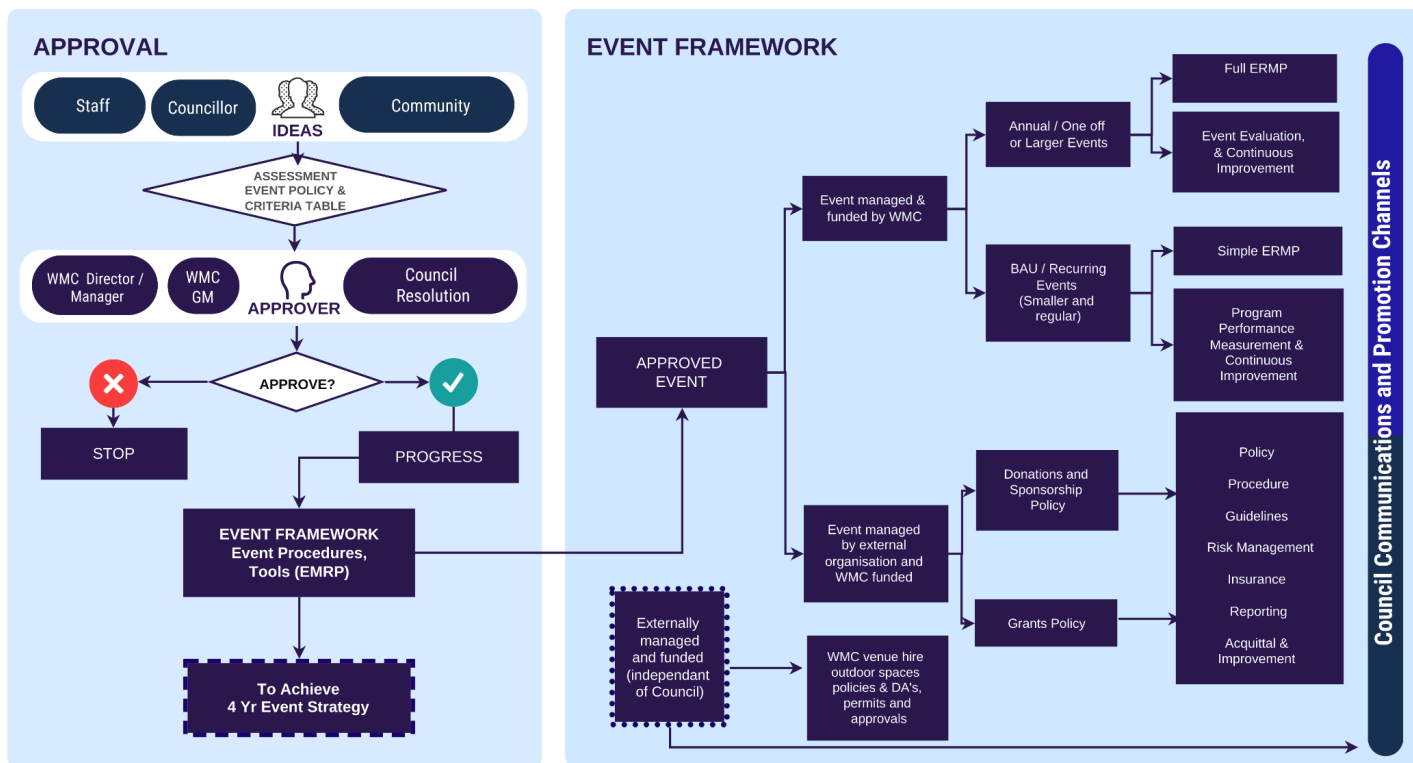 APPROVAL
Staff
Councillor
Community
IDEAS
ASSESSMENT
EVENT POLICY &
CRITERIA TABLE
WMC Director /
Manager
WMC
GM
APPROVER
Council
Resolution
APPROVE?
STOP
PROGRESS
EVENT FRAMEWORK
Event Procedures,
Tools (EMRP)
To Achieve
4 Yr Event Strategy
EVENT FRAMEWORK
APPROVED
EVENT
Event managed &
funded by WMC
Annual / One off
or Larger Events
Full ERMP
Event Evaluation,
& Continuous
Improvement
BAU / Recurring
Events
(Smaller and
regular)
Simple ERMP
Program
Performance
Measurement &
Continuous
Improvement
Event managed
by external
organisation and
WMC funded
Donations and
Sponsorship
Policy
Grants Policy
Policy
Procedure
Guidelines
Risk Management
Insurance
Reporting
Acquittal &
Improvement
Externally
managed
and funded
(independant
of Council)
WMC venue hire
outdoor spaces
policies & DA's,
permits and
approvals
Council Communications and Promotion Channels